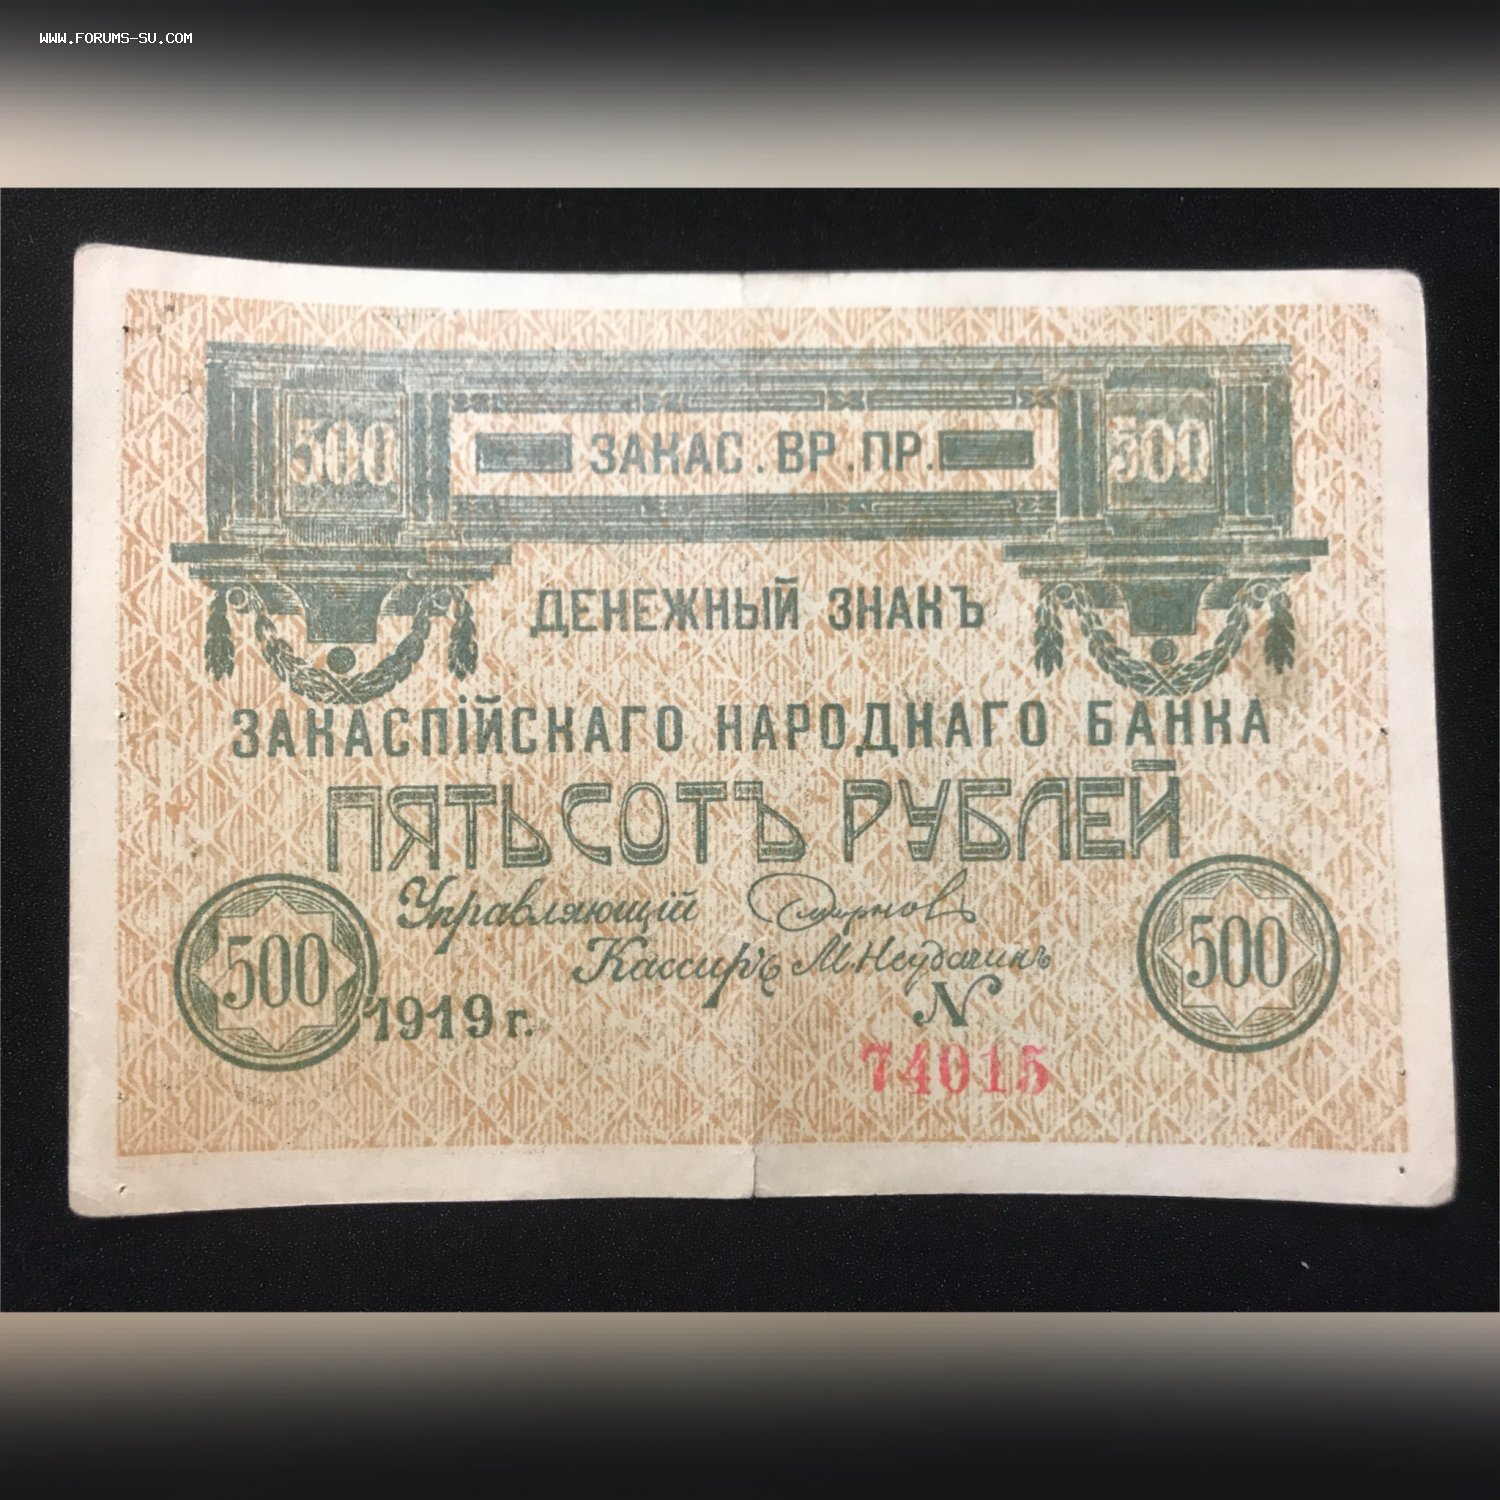 WWW.FORUMS-SU.COM
500 ЗАКАС. ВР. ПР. 500
ДЕНЕЖНЫЙ ЗНАКЪ
ЗАКАСПІЙСКАГО НАРОДНАГО БАНКА
ПЯТЬСОТЪ РУБЛЕЙ
Управляющій Смирновъ
Кассиръ М. Неудачинъ
500 1919 г. N 500
74015